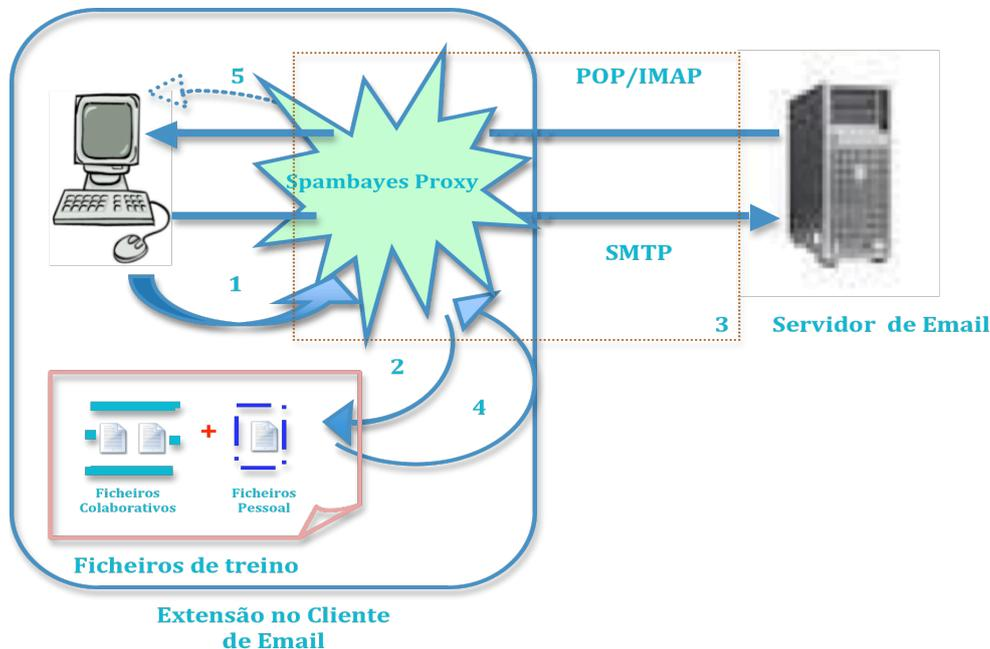 5
POP/IMAP
Spambayes Proxy
SMTP
1
3
Servidor de Email
2
4
+
Ficheiros
Colaborativos
Ficheiros
Pessoal
Ficheiros de treino
Extensão no Cliente
de Email